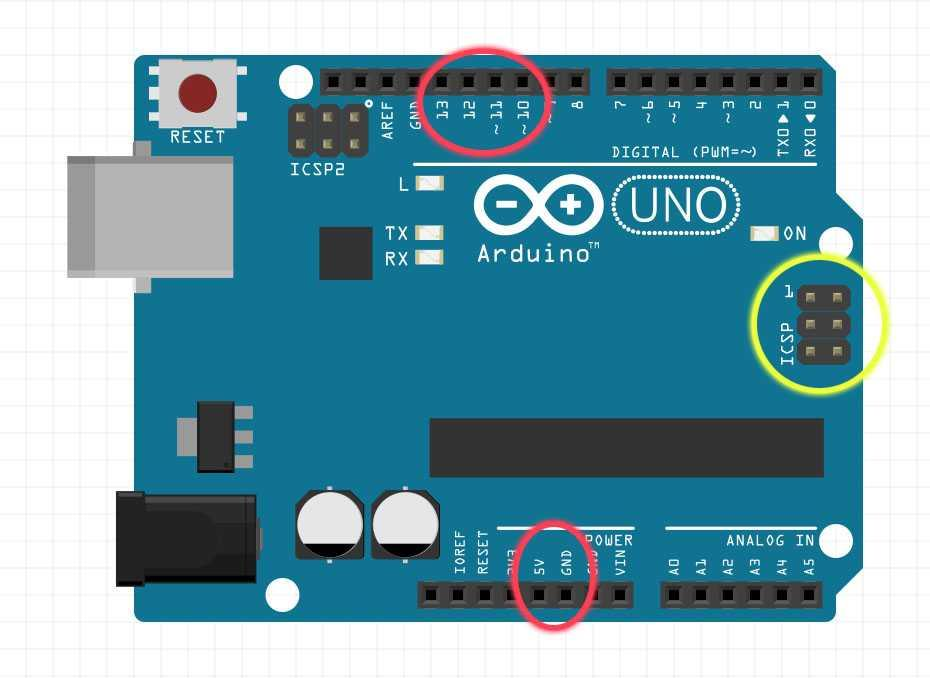 RESET
ICSP2
AREF
GND
13
12
~11
~10
8
7
~6
~5
4
~3
2
TX0▶1
RX0◀0
DIGITAL (PWM=~)
L
TX
RX
Arduino™
UNO
ON
1
ICSP
POWER
ANALOG IN
IOREF
RESET
5V
GND
GND
VIN
A0
A1
A2
A3
A4
A5